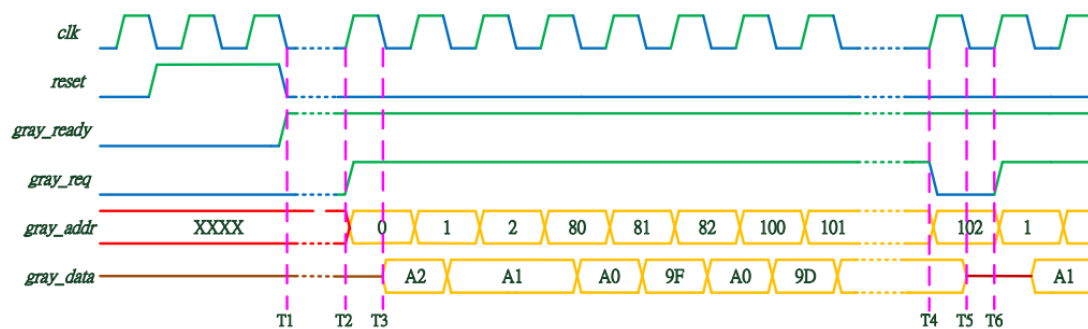 clk
reset
gray_ready
gray_req
gray_addr XXXX 0 1 2 80 81 82 100 101 102 1
gray_data A2 A1 A0 9F A0 9D A1
T1 T2 T3 T4 T5 T6